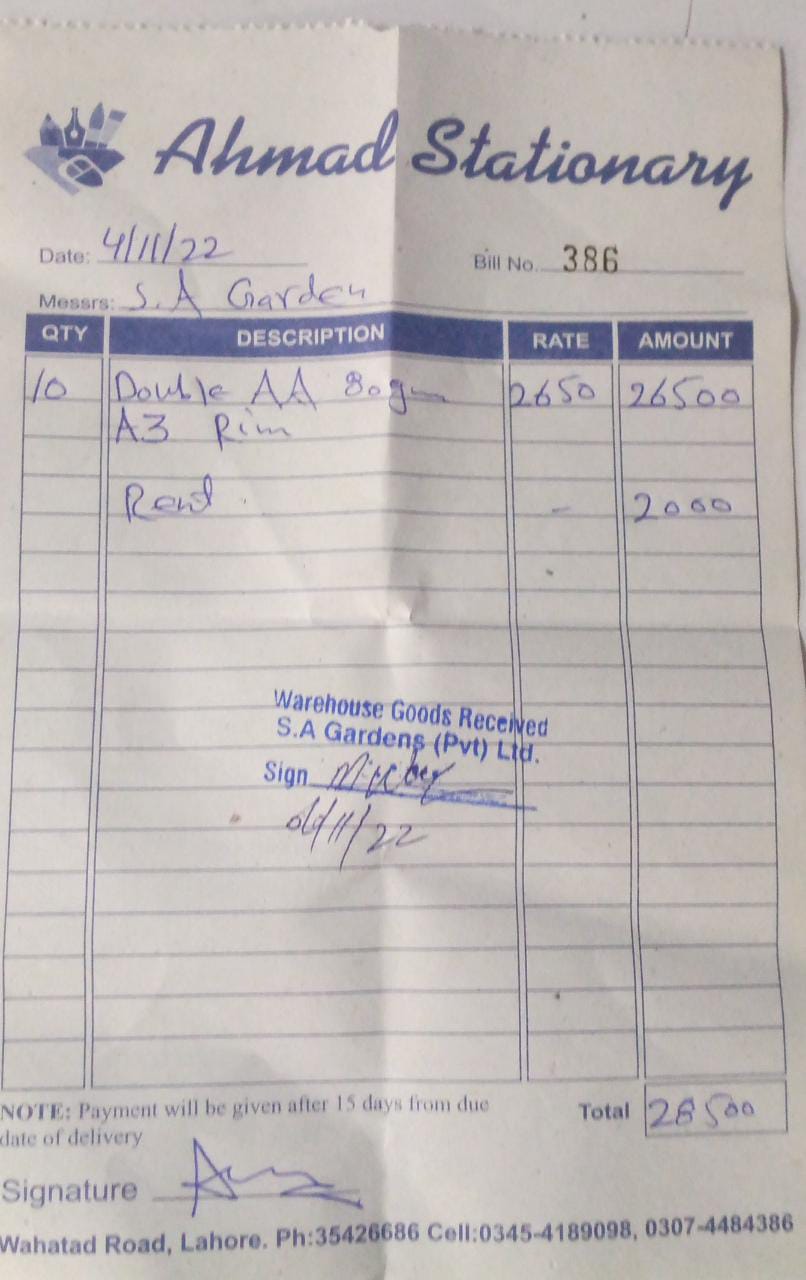 Ahmad Stationary
Date: 4/11/22 Bill No. 386
Messrs: S.A Garden
QTY DESCRIPTION RATE AMOUNT
10 Double AA 80gm 2650 26500
A3 Rim
Rent - 2000
Warehouse Goods Received
S.A Gardens (Pvt) Ltd.
Sign
04/11/22
NOTE: Payment will be given after 15 days from due
date of delivery
Total 28500
Signature
Wahatad Road, Lahore. Ph:35426686 Cell:0345-4189098, 0307-4484386